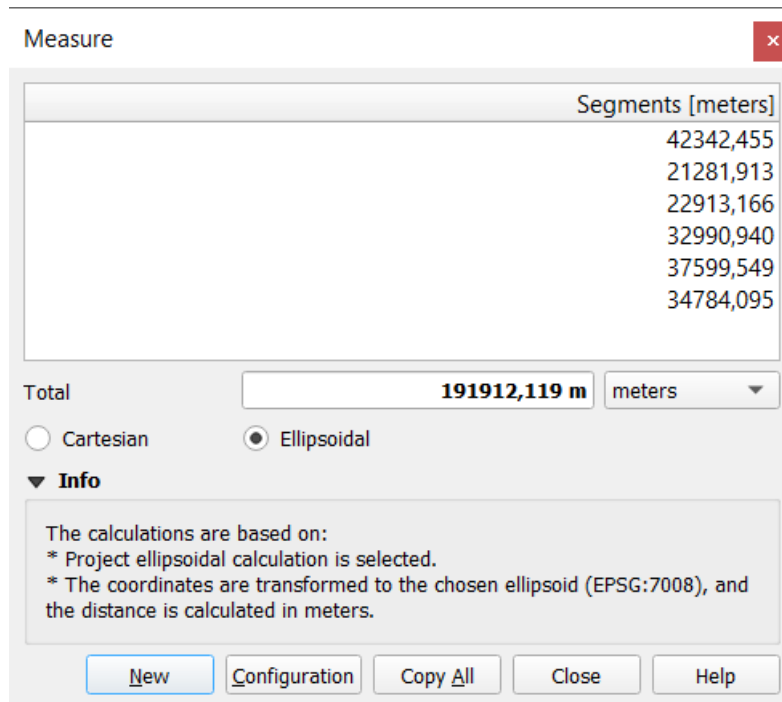 Measure
Segments [meters]
42342,455
21281,913
22913,166
32990,940
37599,549
34784,095
Total 191912,119 m meters
Cartesian Ellipsoidal
Info
The calculations are based on:
* Project ellipsoidal calculation is selected.
* The coordinates are transformed to the chosen ellipsoid (EPSG:7008), and
the distance is calculated in meters.
New Configuration Copy All Close Help